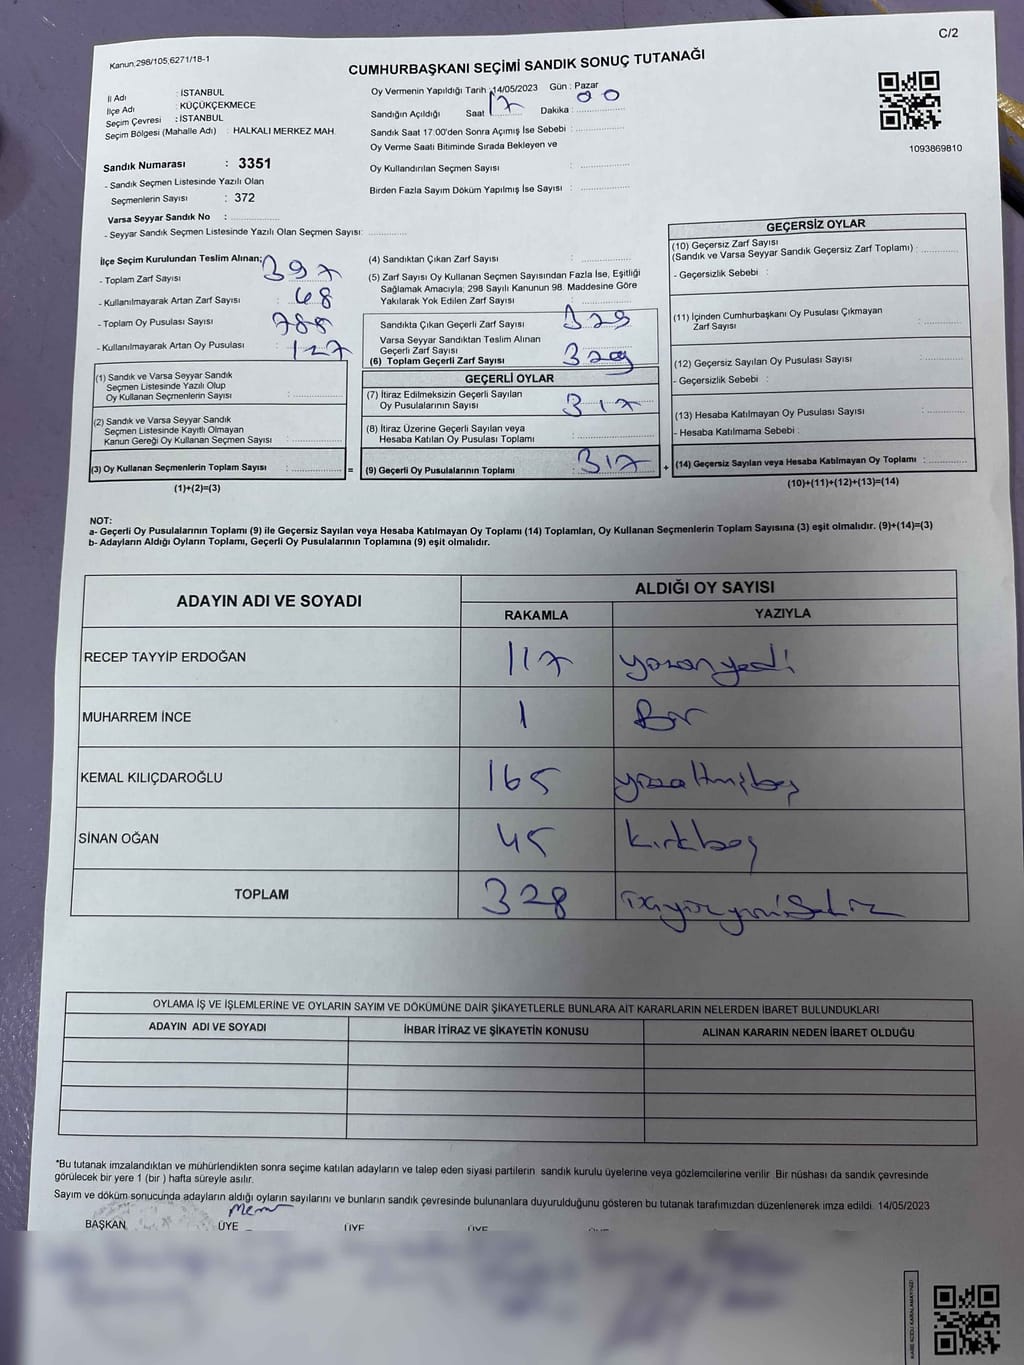 C/2
Kanun,298/105,6271/18-1
CUMHURBAŞKANI SEÇİMİ SANDIK SONUÇ TUTANAĞI
İl Adı : İSTANBUL
İlçe Adı : KÜÇÜKÇEKMECE
Seçim Çevresi : İSTANBUL
Seçim Bölgesi (Mahalle Adı) : HALKALI MERKEZ MAH.
Sandık Numarası : 3351
- Sandık Seçmen Listesinde Yazılı Olan
Seçmenlerin Sayısı : 372
Varsa Seyyar Sandık No :
- Seyyar Sandık Seçmen Listesinde Yazılı Olan Seçmen Sayısı:
Oy Vermenin Yapıldığı Tarih : 14/05/2023 Gün : Pazar
Sandığın Açıldığı Saat : 17 Dakika : 00
Sandık Saat 17:00'den Sonra Açımış İse Sebebi :
Oy Verme Saati Bitiminde Sırada Bekleyen ve
Oy Kullandırılan Seçmen Sayısı :
Birden Fazla Sayım Döküm Yapılmış İse Sayısı :
1093869810
İlçe Seçim Kurulundan Teslim Alınan;
- Toplam Zarf Sayısı : 397
- Kullanılmayarak Artan Zarf Sayısı : 68
- Toplam Oy Pusulası Sayısı : 788
- Kullanılmayarak Artan Oy Pusulası : 127
(1) Sandık ve Varsa Seyyar Sandık
Seçmen Listesinde Yazılı Olup
Oy Kullanan Seçmenlerin Sayısı :
(2) Sandık ve Varsa Seyyar Sandık
Seçmen Listesinde Kayıtlı Olmayan
Kanun Gereği Oy Kullanan Seçmen Sayısı :
(3) Oy Kullanan Seçmenlerin Toplam Sayısı : =
(1)+(2)=(3)
(4) Sandıktan Çıkan Zarf Sayısı :
(5) Zarf Sayısı Oy Kullanan Seçmen Sayısından Fazla İse, Eşitliği
Sağlamak Amacıyla; 298 Sayılı Kanunun 98. Maddesine Göre
Yakılarak Yok Edilen Zarf Sayısı :
Sandıkta Çıkan Geçerli Zarf Sayısı : 329
Varsa Seyyar Sandıktan Teslim Alınan
Geçerli Zarf Sayısı :
(6) Toplam Geçerli Zarf Sayısı : 329
GEÇERLİ OYLAR
(7) İtiraz Edilmeksizin Geçerli Sayılan
Oy Pusulalarının Sayısı : 317
(8) İtiraz Üzerine Geçerli Sayılan veya
Hesaba Katılan Oy Pusulası Toplamı :
(9) Geçerli Oy Pusulalarının Toplamı : 317 +
GEÇERSİZ OYLAR
(10) Geçersiz Zarf Sayısı
(Sandık ve Varsa Seyyar Sandık Geçersiz Zarf Toplamı) :
- Geçersizlik Sebebi :
(11) İçinden Cumhurbaşkanı Oy Pusulası Çıkmayan
Zarf Sayısı :
(12) Geçersiz Sayılan Oy Pusulası Sayısı :
- Geçersizlik Sebebi :
(13) Hesaba Katılmayan Oy Pusulası Sayısı :
- Hesaba Katılmama Sebebi :
(14) Geçersiz Sayılan veya Hesaba Katılmayan Oy Toplamı :
(10)+(11)+(12)+(13)=(14)
NOT:
a- Geçerli Oy Pusulalarının Toplamı (9) ile Geçersiz Sayılan veya Hesaba Katılmayan Oy Toplamı (14) Toplamları, Oy Kullanan Seçmenlerin Toplam Sayısına (3) eşit olmalıdır. (9)+(14)=(3)
b- Adayların Aldığı Oyların Toplamı, Geçerli Oy Pusulalarının Toplamına (9) eşit olmalıdır.
ADAYIN ADI VE SOYADI
ALDIĞI OY SAYISI
RAKAMLA YAZIYLA
RECEP TAYYİP ERDOĞAN 117 yüzonyedi
MUHARREM İNCE 1 Bir
KEMAL KILIÇDAROĞLU 165 yüzaltmışbeş
SİNAN OĞAN 45 kırkbeş
TOPLAM 328
OYLAMA İŞ VE İŞLEMLERİNE VE OYLARIN SAYIM VE DÖKÜMÜNE DAİR ŞİKAYETLERLE BUNLARA AİT KARARLARIN NELERDEN İBARET BULUNDUKLARI
ADAYIN ADI VE SOYADI İHBAR İTİRAZ VE ŞİKAYETİN KONUSU ALINAN KARARIN NEDEN İBARET OLDUĞU
*Bu tutanak imzalandıktan ve mühürlendikten sonra seçime katılan adayların ve talep eden siyasi partilerin sandık kurulu üyelerine veya gözlemcilerine verilir. Bir nüshası da sandık çevresinde
görülecek bir yere 1 (bir ) hafta süreyle asılır.
Sayım ve döküm sonucunda adayların aldığı oyların sayılarını ve bunların sandık çevresinde bulunanlara duyurulduğunu gösteren bu tutanak tarafımızdan düzenlenerek imza edildi. 14/05/2023
BAŞKAN ÜYE ÜYE ÜYE ÜYE